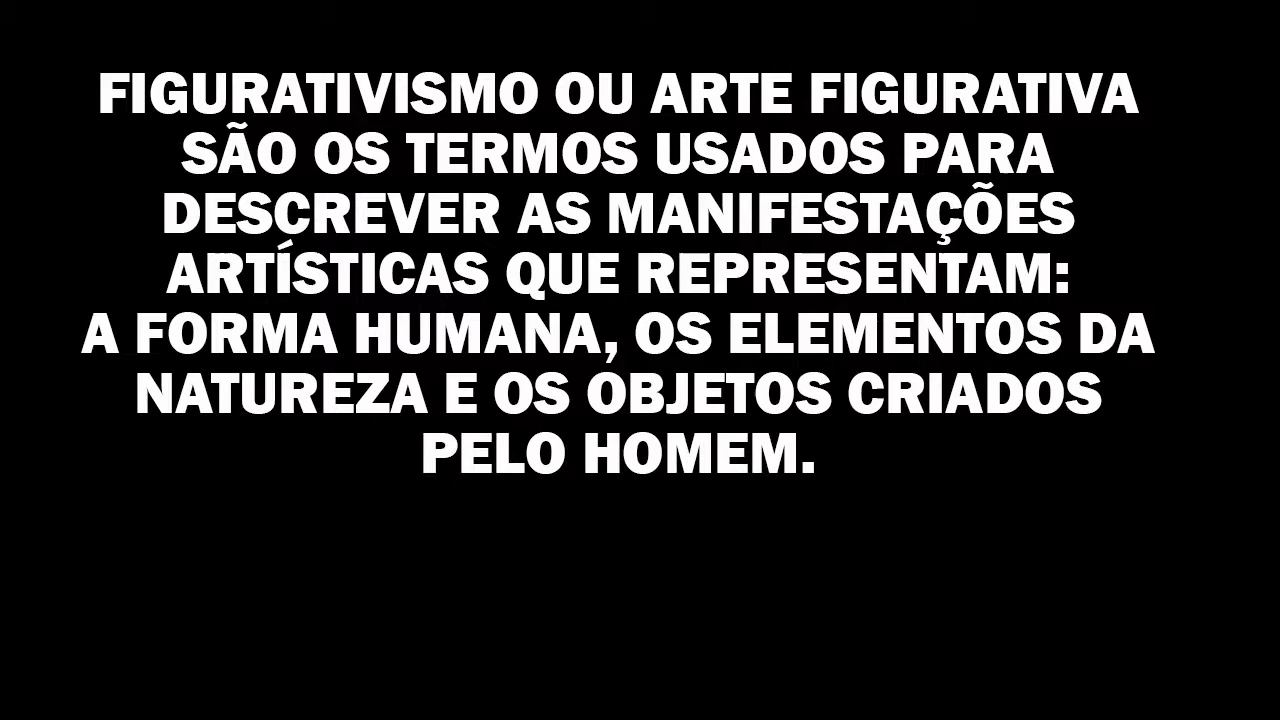 FIGURATIVISMO OU ARTE FIGURATIVA
SÃO OS TERMOS USADOS PARA
DESCREVER AS MANIFESTAÇÕES
ARTÍSTICAS QUE REPRESENTAM:
A FORMA HUMANA, OS ELEMENTOS DA
NATUREZA E OS OBJETOS CRIADOS
PELO HOMEM.